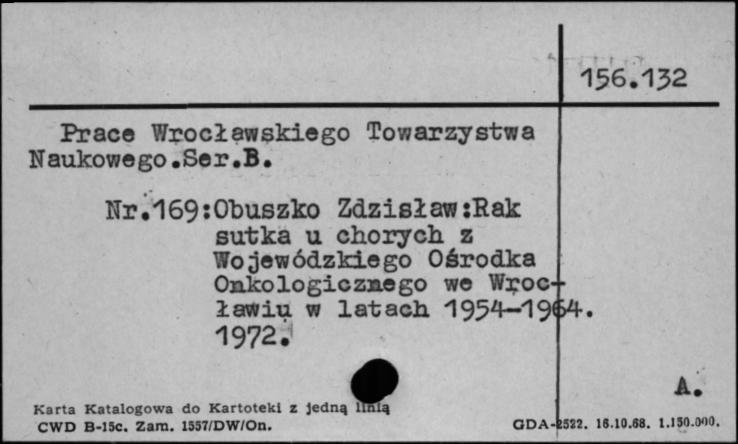 156.132
Prace Wrocławskiego Towarzystwa
Naukowego.Ser.B.
Nr.169:Obuszko Zdzisław:Rak
sutka u chorych z
Wojewódzkiego Ośrodka
Onkologicznego we Wroc-
ławiu w latach 1954-1964.
1972.
A.
Karta Katalogowa do Kartoteki z jedną linią
CWD B-15c. Zam. 1557/DW/On.
GDA-2522. 16.10.68. 1.150.000.